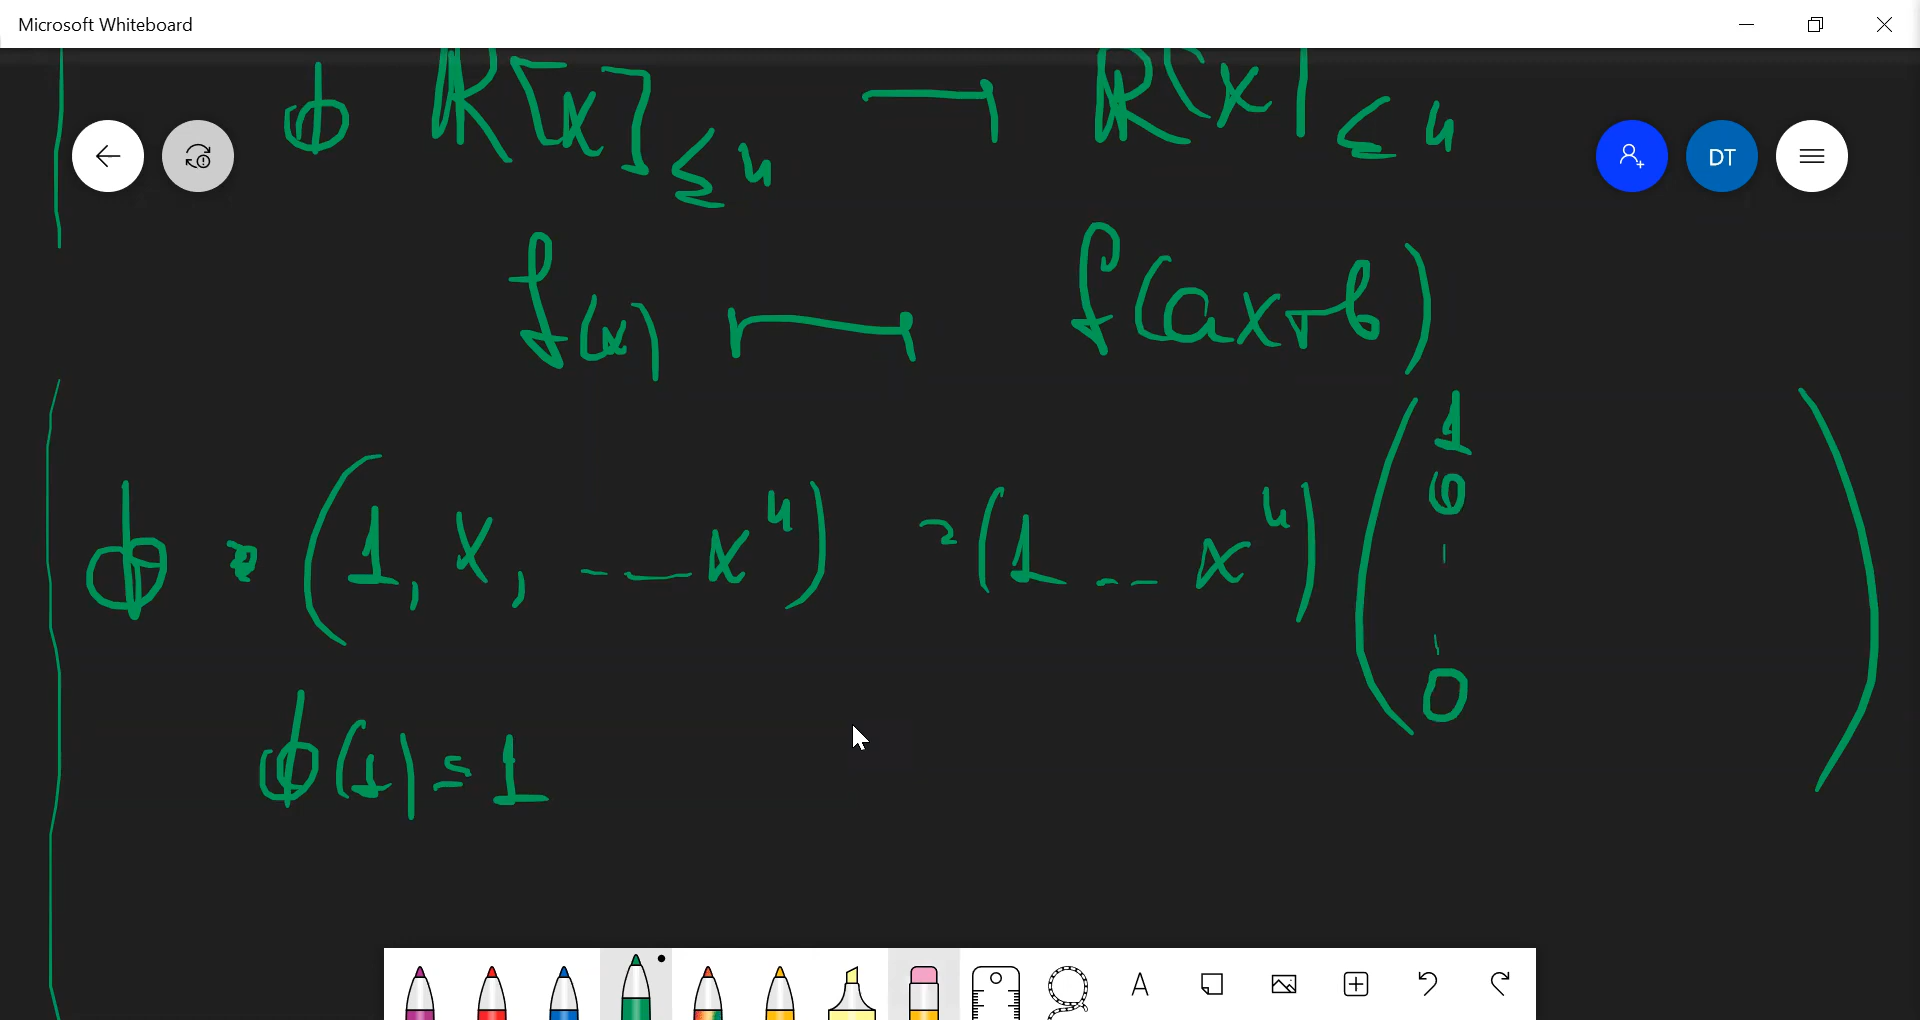 Microsoft Whiteboard
ϕ ℝ[x]≤4 → ℝ[x]≤4
f(x) ↦ f(ax+b)
DT
ϕ = (1, x, --- x⁴) = (1 -- x⁴) ( 1 0 ⋮ 0 )
ϕ(1) = 1
A